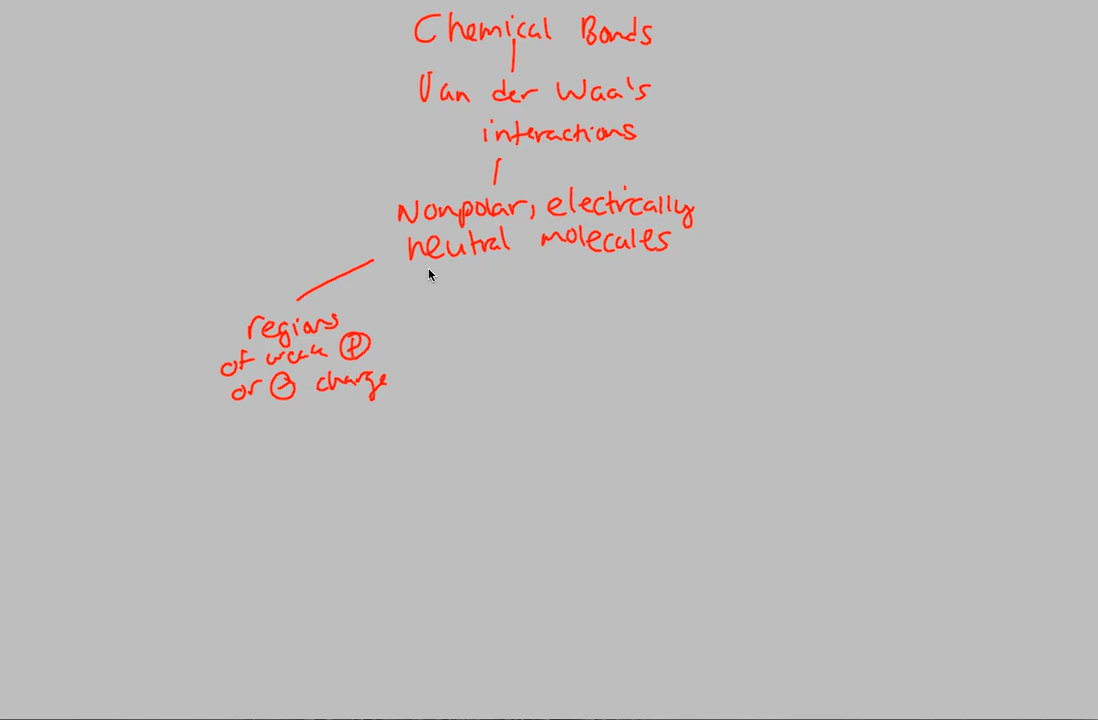 Chemical Bonds
Van der Waa's
interactions
Nonpolar, electrically
neutral molecules
regions
of weak ⊕
or ⊖ charge